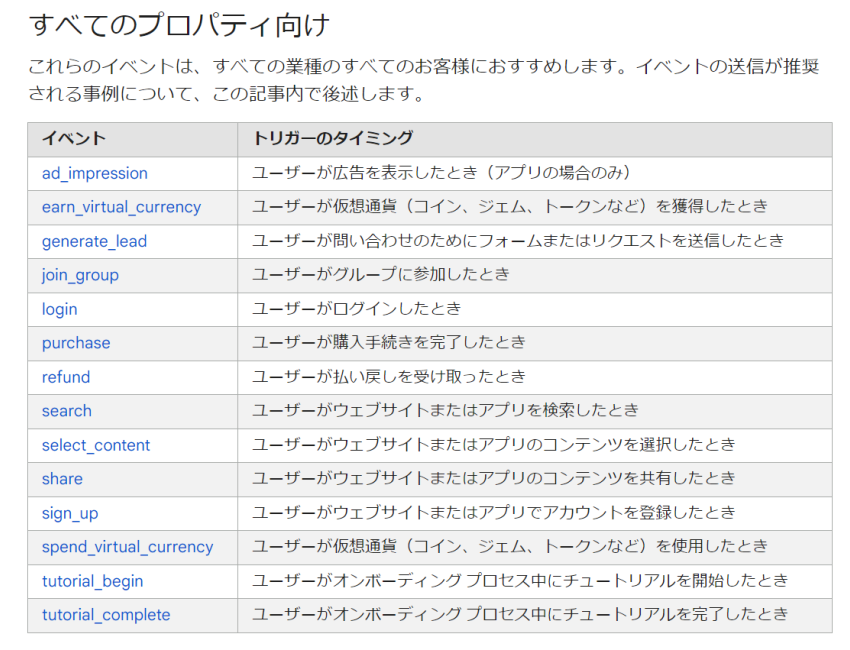 すべてのプロパティ向け
これらのイベントは、すべての業種のすべてのお客様におすすめします。イベントの送信が推奨
される事例について、この記事内で後述します。
イベント トリガーのタイミング
ad_impression ユーザーが広告を表示したとき（アプリの場合のみ）
earn_virtual_currency ユーザーが仮想通貨（コイン、ジェム、トークンなど）を獲得したとき
generate_lead ユーザーが問い合わせのためにフォームまたはリクエストを送信したとき
join_group ユーザーがグループに参加したとき
login ユーザーがログインしたとき
purchase ユーザーが購入手続きを完了したとき
refund ユーザーが払い戻しを受け取ったとき
search ユーザーがウェブサイトまたはアプリを検索したとき
select_content ユーザーがウェブサイトまたはアプリのコンテンツを選択したとき
share ユーザーがウェブサイトまたはアプリのコンテンツを共有したとき
sign_up ユーザーがウェブサイトまたはアプリでアカウントを登録したとき
spend_virtual_currency ユーザーが仮想通貨（コイン、ジェム、トークンなど）を使用したとき
tutorial_begin ユーザーがオンボーディング プロセス中にチュートリアルを開始したとき
tutorial_complete ユーザーがオンボーディング プロセス中にチュートリアルを完了したとき